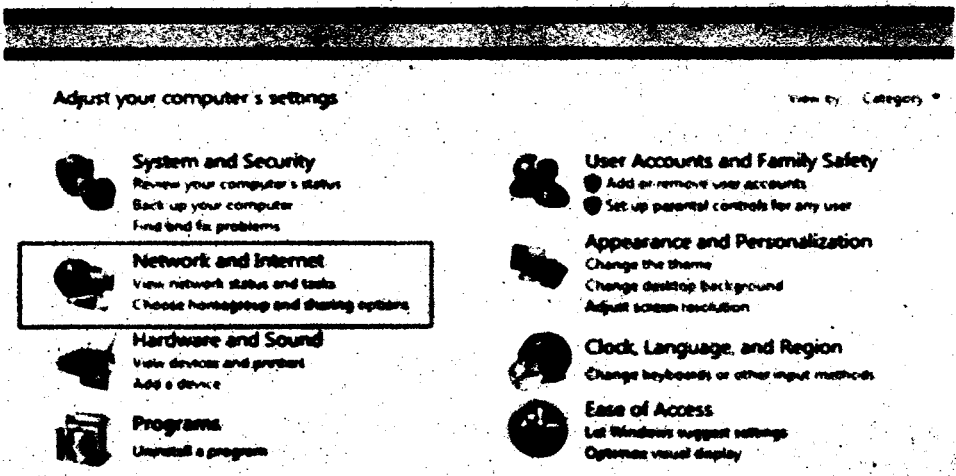 Adjust your computer's settings
View by: Category
System and Security
Review your computer's status
Back up your computer
Find and fix problems
Network and Internet
View network status and tasks
Choose homegroup and sharing options
Hardware and Sound
View devices and printers
Add a device
Programs
Uninstall a program
User Accounts and Family Safety
Add or remove user accounts
Set up parental controls for any user
Appearance and Personalization
Change the theme
Change desktop background
Adjust screen resolution
Clock, Language, and Region
Change keyboards or other input methods
Ease of Access
Let Windows suggest settings
Optimize visual display